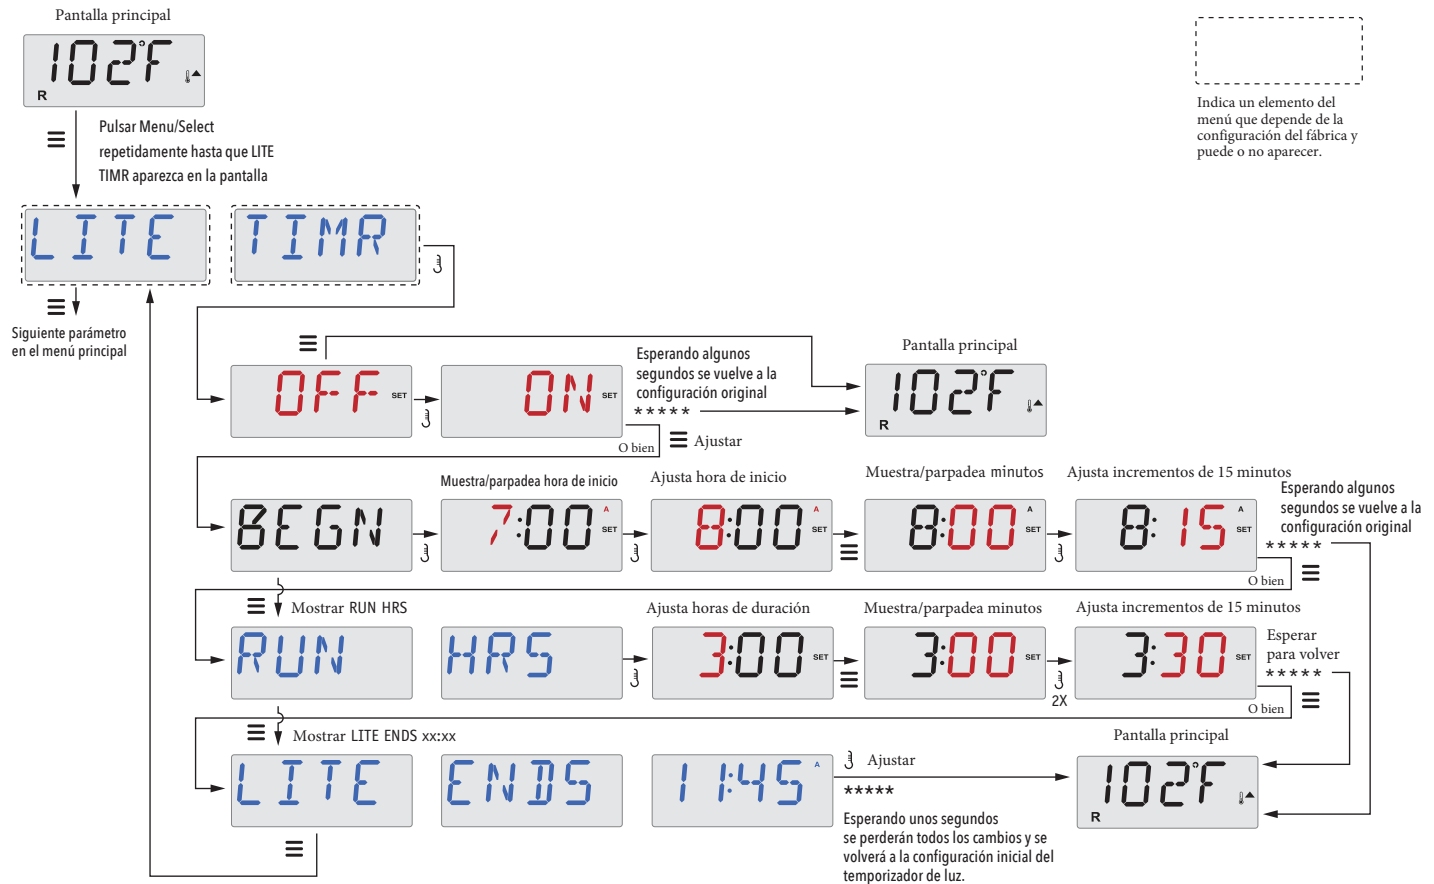 Pantalla principal
102°F
R
Pulsar Menu/Select
repetidamente hasta que LITE
TIMR aparezca en la pantalla
Indica un elemento del
menú que depende de la
configuración del fábrica y
puede o no aparecer.
LITE TIMR
Siguiente parámetro
en el menú principal
OFF SET
ON SET
Esperando algunos
segundos se vuelve a la
configuración original
*****
Pantalla principal
102°F
R
O bien
Ajustar
BEGN
Muestra/parpadea hora de inicio
7:00 A SET
Ajusta hora de inicio
8:00 A SET
Muestra/parpadea minutos
8:00 A SET
Ajusta incrementos de 15 minutos
8:15 A SET
Esperando algunos
segundos se vuelve a la
configuración original
*****
O bien
Mostrar RUN HRS
RUN HRS
Ajusta horas de duración
3:00 SET
Muestra/parpadea minutos
3:00 SET
2X
Ajusta incrementos de 15 minutos
3:30 SET
Esperar
para volver
*****
O bien
Mostrar LITE ENDS xx:xx
LITE ENDS 11:45 A
Ajustar
*****
Esperando unos segundos
se perderán todos los cambios y se
volverá a la configuración inicial del
temporizador de luz.
Pantalla principal
102°F
R